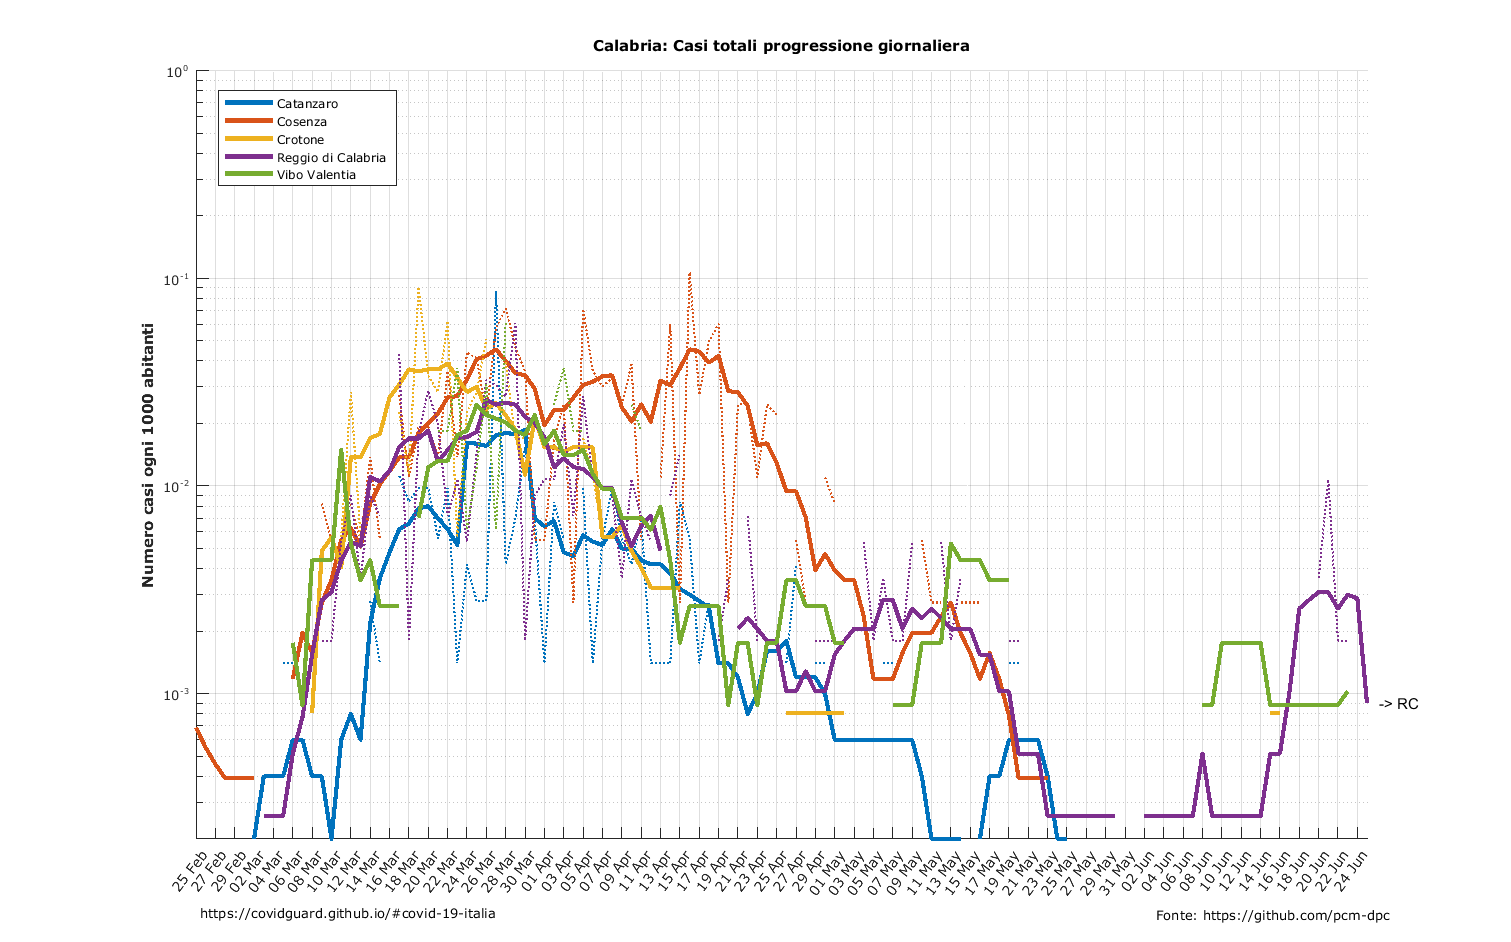 Calabria: Casi totali progressione giornaliera
10⁰
Catanzaro
Cosenza
Crotone
Reggio di Calabria
Vibo Valentia
10⁻¹
10⁻²
10⁻³
Numero casi ogni 1000 abitanti
-> RC
25 Feb
27 Feb
29 Feb
02 Mar
04 Mar
06 Mar
08 Mar
10 Mar
12 Mar
14 Mar
16 Mar
18 Mar
20 Mar
22 Mar
24 Mar
26 Mar
28 Mar
30 Mar
01 Apr
03 Apr
05 Apr
07 Apr
09 Apr
11 Apr
13 Apr
15 Apr
17 Apr
19 Apr
21 Apr
23 Apr
25 Apr
27 Apr
29 Apr
01 May
03 May
05 May
07 May
09 May
11 May
13 May
15 May
17 May
19 May
21 May
23 May
25 May
27 May
29 May
31 May
02 Jun
04 Jun
06 Jun
08 Jun
10 Jun
12 Jun
14 Jun
16 Jun
18 Jun
20 Jun
22 Jun
24 Jun
https://covidguard.github.io/#covid-19-italia
Fonte: https://github.com/pcm-dpc